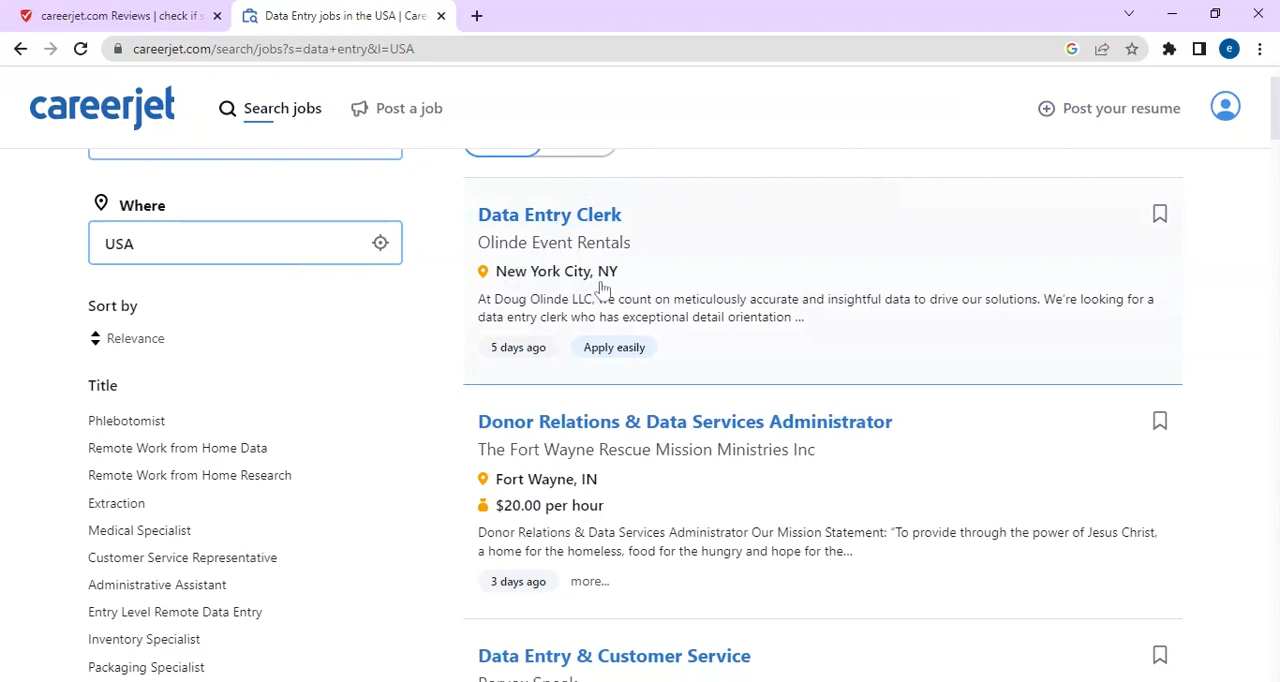 careerjet.com Reviews | check if s
Data Entry jobs in the USA | Care
careerjet.com/search/jobs?s=data+entry&l=USA
e
careerjet
Search jobs
Post a job
Post your resume
Where
USA
Sort by
Relevance
Title
Phlebotomist
Remote Work from Home Data
Remote Work from Home Research
Extraction
Medical Specialist
Customer Service Representative
Administrative Assistant
Entry Level Remote Data Entry
Inventory Specialist
Packaging Specialist
Data Entry Clerk
Olinde Event Rentals
New York City, NY
At Doug Olinde LLC, we count on meticulously accurate and insightful data to drive our solutions. We're looking for a
data entry clerk who has exceptional detail orientation ...
5 days ago
Apply easily
Donor Relations & Data Services Administrator
The Fort Wayne Rescue Mission Ministries Inc
Fort Wayne, IN
$20.00 per hour
Donor Relations & Data Services Administrator Our Mission Statement: "To provide through the power of Jesus Christ,
a home for the homeless, food for the hungry and hope for the...
3 days ago
more...
Data Entry & Customer Service